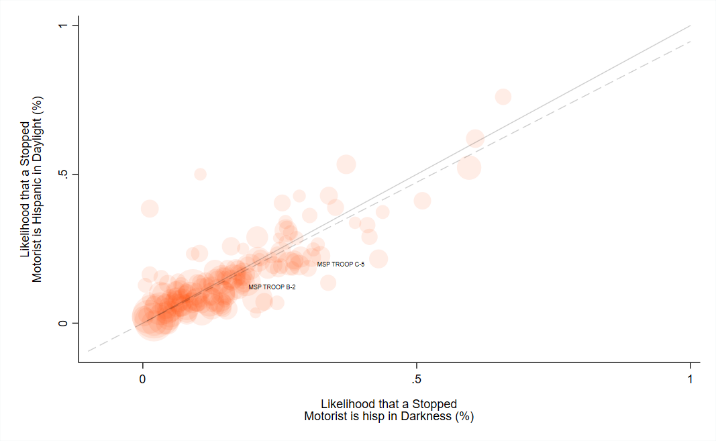 1
.5
0
Likelihood that a Stopped
Motorist is Hispanic in Daylight (%)
MSP TROOP C-8
MSP TROOP B-2
0
.5
1
Likelihood that a Stopped
Motorist is hisp in Darkness (%)